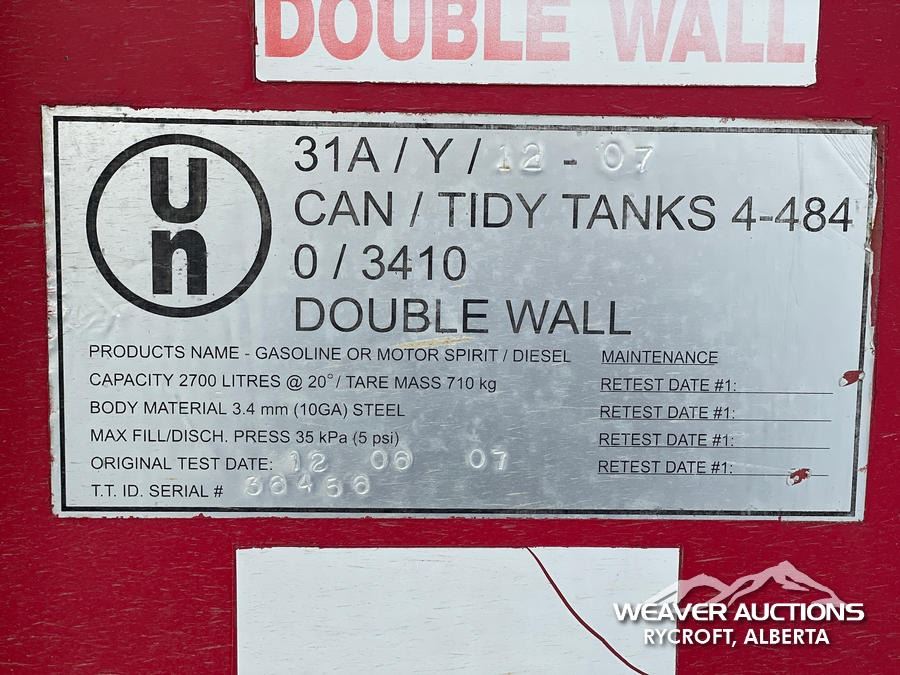 DOUBLE WALL
un
31A / Y / 12 - 07
CAN / TIDY TANKS 4-484
0 / 3410
DOUBLE WALL
PRODUCTS NAME - GASOLINE OR MOTOR SPIRIT / DIESEL
CAPACITY 2700 LITRES @ 20°/ TARE MASS 710 kg
BODY MATERIAL 3.4 mm (10GA) STEEL
MAX FILL/DISCH. PRESS 35 kPa (5 psi)
ORIGINAL TEST DATE: 12 06 07
T.T. ID. SERIAL # 36456
MAINTENANCE
RETEST DATE #1:
RETEST DATE #1:
RETEST DATE #1:
RETEST DATE #1:
WEAVER AUCTIONS
RYCROFT, ALBERTA